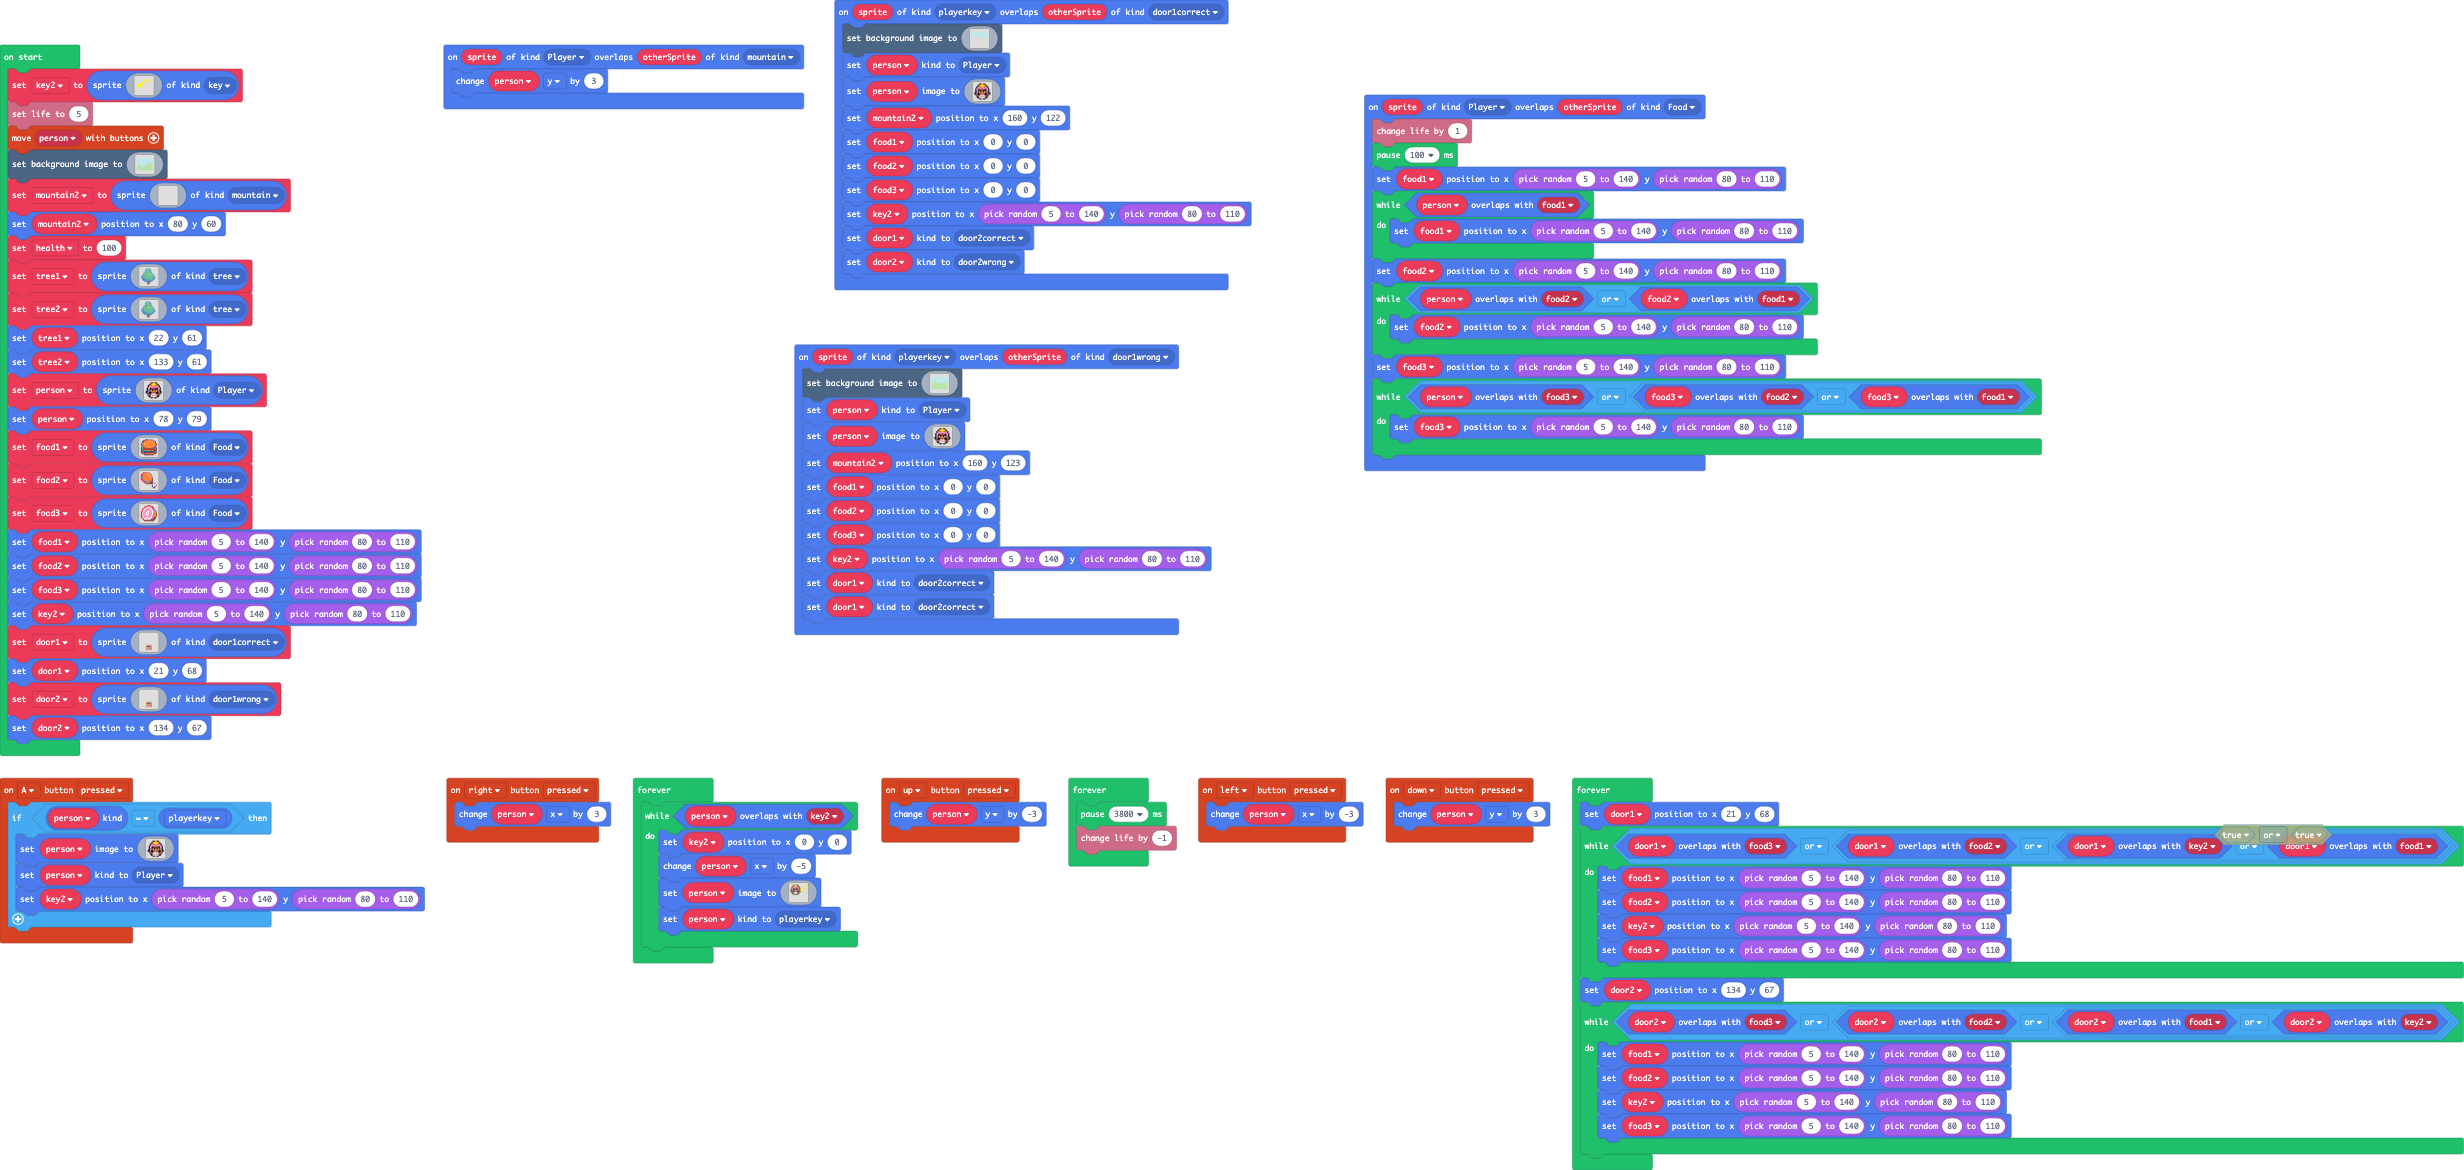 on start
set key2 to sprite of kind key
set life to 5
move person with buttons
set background image to
set mountain2 to sprite of kind mountain
set mountain2 position to x 80 y 60
set health to 100
set tree1 to sprite of kind tree
set tree2 to sprite of kind tree
set tree1 position to x 22 y 61
set tree2 position to x 133 y 61
set person to sprite of kind Player
set person position to x 78 y 79
set food1 to sprite of kind Food
set food2 to sprite of kind Food
set food3 to sprite of kind Food
set food1 position to x pick random 5 to 140 y pick random 80 to 110
set food2 position to x pick random 5 to 140 y pick random 80 to 110
set food3 position to x pick random 5 to 140 y pick random 80 to 110
set key2 position to x pick random 5 to 140 y pick random 80 to 110
set door1 to sprite of kind door1correct
set door1 position to x 21 y 68
set door2 to sprite of kind door1wrong
set door2 position to x 134 y 67
on sprite of kind Player overlaps otherSprite of kind mountain
change person y by 3
on sprite of kind playerkey overlaps otherSprite of kind door1correct
set background image to
set person kind to Player
set person image to
set mountain2 position to x 160 y 122
set food1 position to x 0 y 0
set food2 position to x 0 y 0
set food3 position to x 0 y 0
set key2 position to x pick random 5 to 140 y pick random 80 to 110
set door1 kind to door2correct
set door2 kind to door2wrong
on sprite of kind playerkey overlaps otherSprite of kind door1wrong
set background image to
set person kind to Player
set person image to
set mountain2 position to x 160 y 123
set food1 position to x 0 y 0
set food2 position to x 0 y 0
set food3 position to x 0 y 0
set key2 position to x pick random 5 to 140 y pick random 80 to 110
set door1 kind to door2correct
set door1 kind to door2correct
on sprite of kind Player overlaps otherSprite of kind Food
change life by 1
pause 100 ms
set food1 position to x pick random 5 to 140 y pick random 80 to 110
while person overlaps with food1
do set food1 position to x pick random 5 to 140 y pick random 80 to 110
set food2 position to x pick random 5 to 140 y pick random 80 to 110
while person overlaps with food2 or food2 overlaps with food1
do set food2 position to x pick random 5 to 140 y pick random 80 to 110
set food3 position to x pick random 5 to 140 y pick random 80 to 110
while person overlaps with food3 or food3 overlaps with food2 or food3 overlaps with food1
do set food3 position to x pick random 5 to 140 y pick random 80 to 110
on A button pressed
if person kind = playerkey then
set person image to
set person kind to Player
set key2 position to x pick random 5 to 140 y pick random 80 to 110
on right button pressed
change person x by 3
forever
while person overlaps with key2
do set key2 position to x 0 y 0
change person x by -5
set person image to
set person kind to playerkey
on up button pressed
change person y by -3
forever
pause 3800 ms
change life by -1
on left button pressed
change person x by -3
on down button pressed
change person y by 3
forever
set door1 position to x 21 y 68
true or true
while door1 overlaps with food3 or door1 overlaps with food2 or door1 overlaps with key2 or door1 overlaps with food1
do set food1 position to x pick random 5 to 140 y pick random 80 to 110
set food2 position to x pick random 5 to 140 y pick random 80 to 110
set key2 position to x pick random 5 to 140 y pick random 80 to 110
set food3 position to x pick random 5 to 140 y pick random 80 to 110
set door2 position to x 134 y 67
while door2 overlaps with food3 or door2 overlaps with food2 or door2 overlaps with food1 or door2 overlaps with key2
do set food1 position to x pick random 5 to 140 y pick random 80 to 110
set food2 position to x pick random 5 to 140 y pick random 80 to 110
set key2 position to x pick random 5 to 140 y pick random 80 to 110
set food3 position to x pick random 5 to 140 y pick random 80 to 110